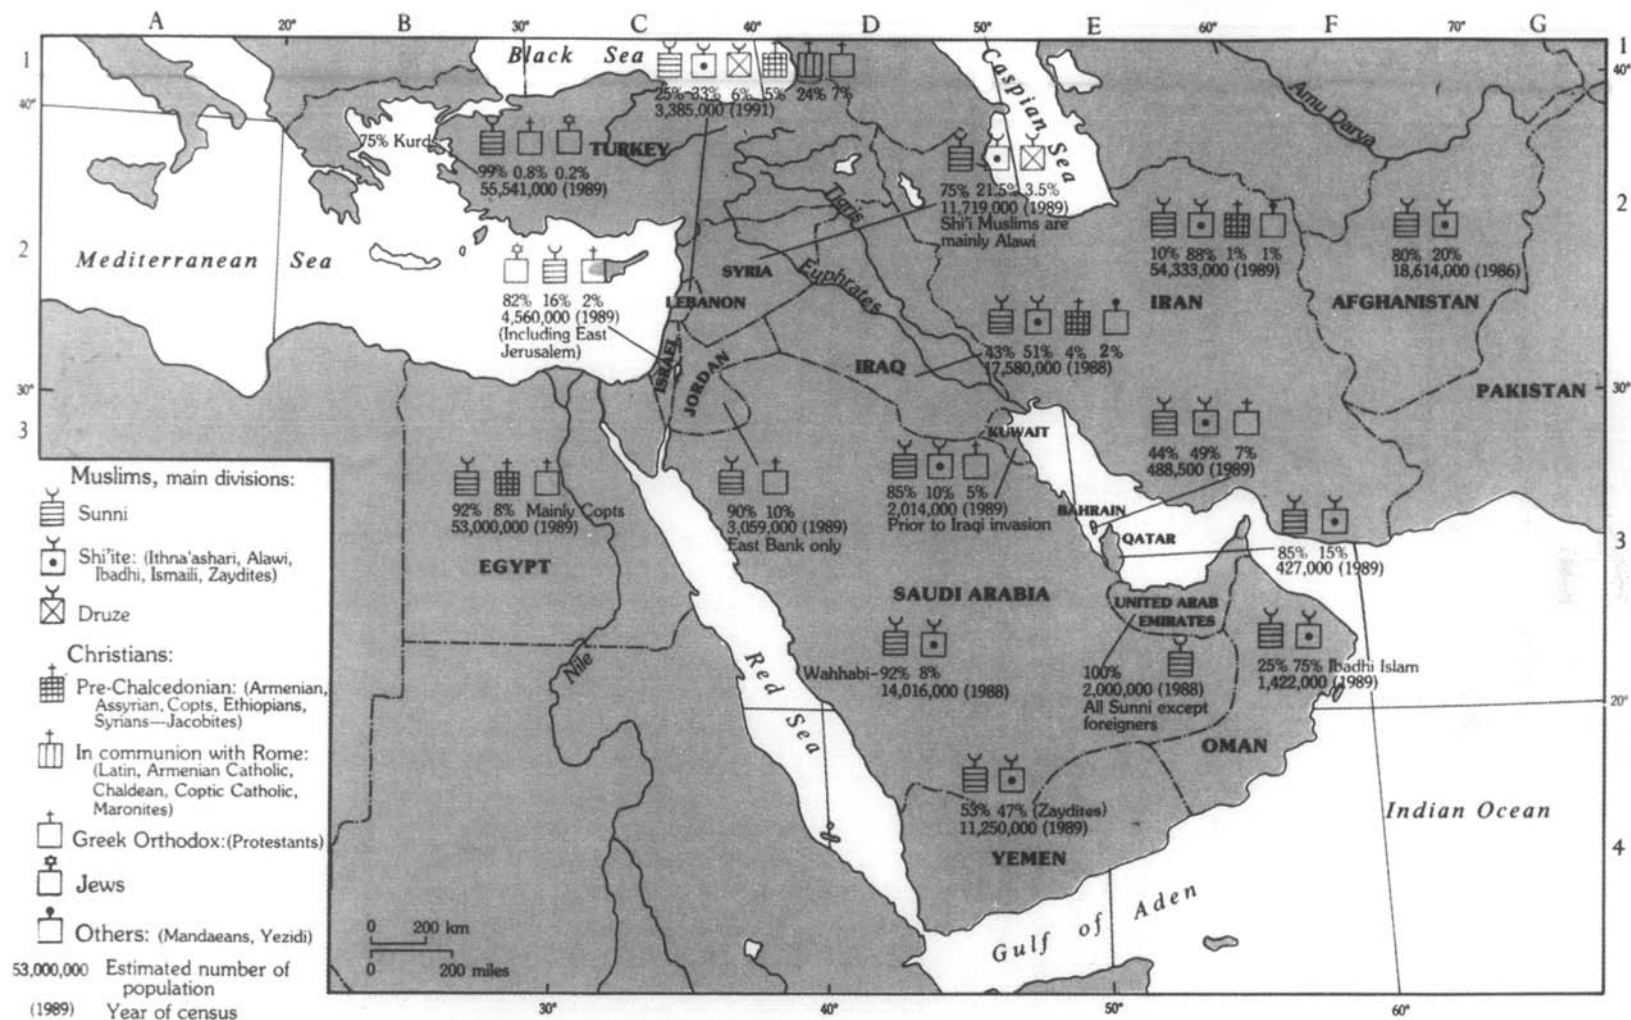 A B C D E F G
20° 30° 40° 50° 60° 70°
1
40°
2
30°
3
1
40°
2
30°
3
20°
4
Black Sea
25% 33% 6% 5% 24% 7%
3,385,000 (1991)
Caspian Sea
Amu Darya
75% Kurds
TURKEY
99% 0.8% 0.2%
55,541,000 (1989)
Tigris
75% 21.5% 3.5%
11,719,000 (1989)
Shi'i Muslims are
mainly Alawi
10% 88% 1% 1%
54,333,000 (1989)
IRAN
80% 20%
18,614,000 (1986)
AFGHANISTAN
Mediterranean Sea
SYRIA
Euphrates
LEBANON
82% 16% 2%
4,560,000 (1989)
(Including East
Jerusalem)
ISRAEL
JORDAN
IRAQ
43% 51% 4% 2%
17,580,000 (1988)
PAKISTAN
KUWAIT
44% 49% 7%
488,500 (1989)
92% 8% Mainly Copts
53,000,000 (1989)
EGYPT
90% 10%
3,059,000 (1989)
East Bank only
85% 10% 5%
2,014,000 (1989)
Prior to Iraqi invasion
BAHRAIN
QATAR
85% 15%
427,000 (1989)
SAUDI ARABIA
UNITED ARAB
EMIRATES
Nile
Red Sea
Wahhabi–92% 8%
14,016,000 (1988)
100%
2,000,000 (1988)
All Sunni except
foreigners
25% 75% Ibadhi Islam
1,422,000 (1989)
OMAN
53% 47% (Zaydites)
11,250,000 (1989)
YEMEN
Indian Ocean
Gulf of Aden
0 200 km
0 200 miles
30° 40° 50° 60°
Muslims, main divisions:
Sunni
Shi'ite: (Ithna'ashari, Alawi,
Ibadhi, Ismaili, Zaydites)
Druze
Christians:
Pre-Chalcedonian: (Armenian,
Assyrian, Copts, Ethiopians,
Syrians—Jacobites)
In communion with Rome:
(Latin, Armenian Catholic,
Chaldean, Coptic Catholic,
Maronites)
Greek Orthodox:(Protestants)
Jews
Others: (Mandaeans, Yezidi)
53,000,000 Estimated number of
population
(1989) Year of census